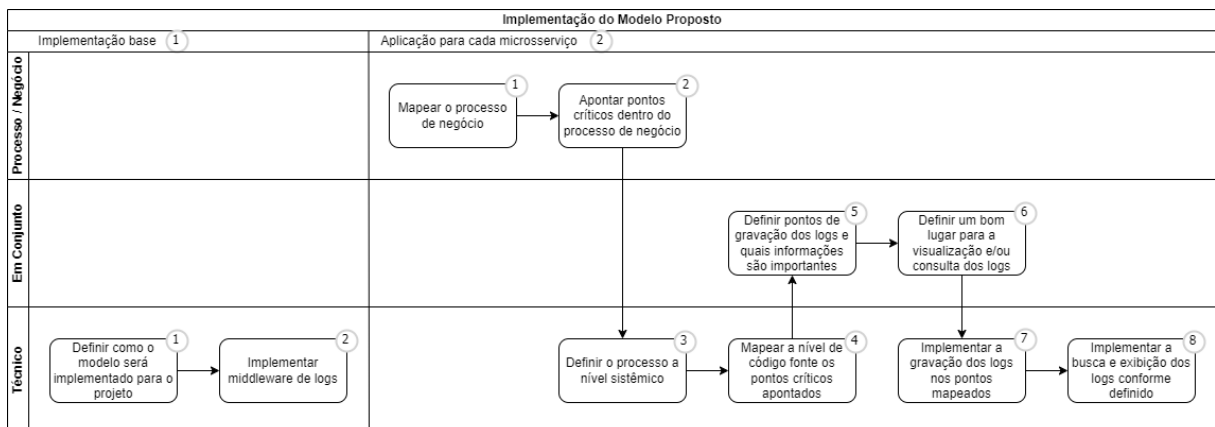 Implementação do Modelo Proposto
Implementação base 1
Aplicação para cada microsserviço 2
Processo / Negócio
1
Mapear o processo
de negócio
2
Apontar pontos
críticos dentro do
processo de negócio
Em Conjunto
5
Definir pontos de
gravação dos logs e
quais informações
são importantes
6
Definir um bom
lugar para a
visualização e/ou
consulta dos logs
Técnico
1
Definir como o
modelo será
implementado para o
projeto
2
Implementar
middleware de logs
3
Definir o processo a
nível sistêmico
4
Mapear a nível de
código fonte os
pontos críticos
apontados
7
Implementar a
gravação dos logs
nos pontos
mapeados
8
Implementar a
busca e exibição dos
logs conforme
definido